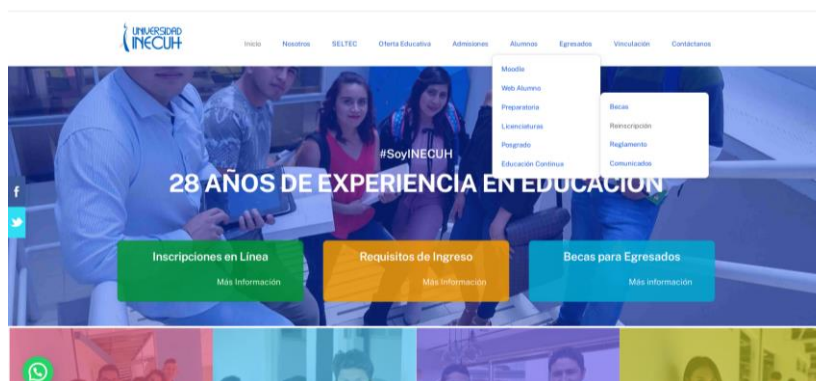 UNIVERSIDAD
INECUH
Inicio Nosotros SELTEC Oferta Educativa Admisiones Alumnos Egresados Vinculación Contáctanos
Moodle
Web Alumno
Preparatoria
Licenciaturas
Posgrado
Educación Continua
Becas
Reinscripción
Reglamento
Comunicados
#SoyINECUH
28 AÑOS DE EXPERIENCIA EN EDUCACIÓN
Inscripciones en Línea
Más Información
Requisitos de Ingreso
Más Información
Becas para Egresados
Más información